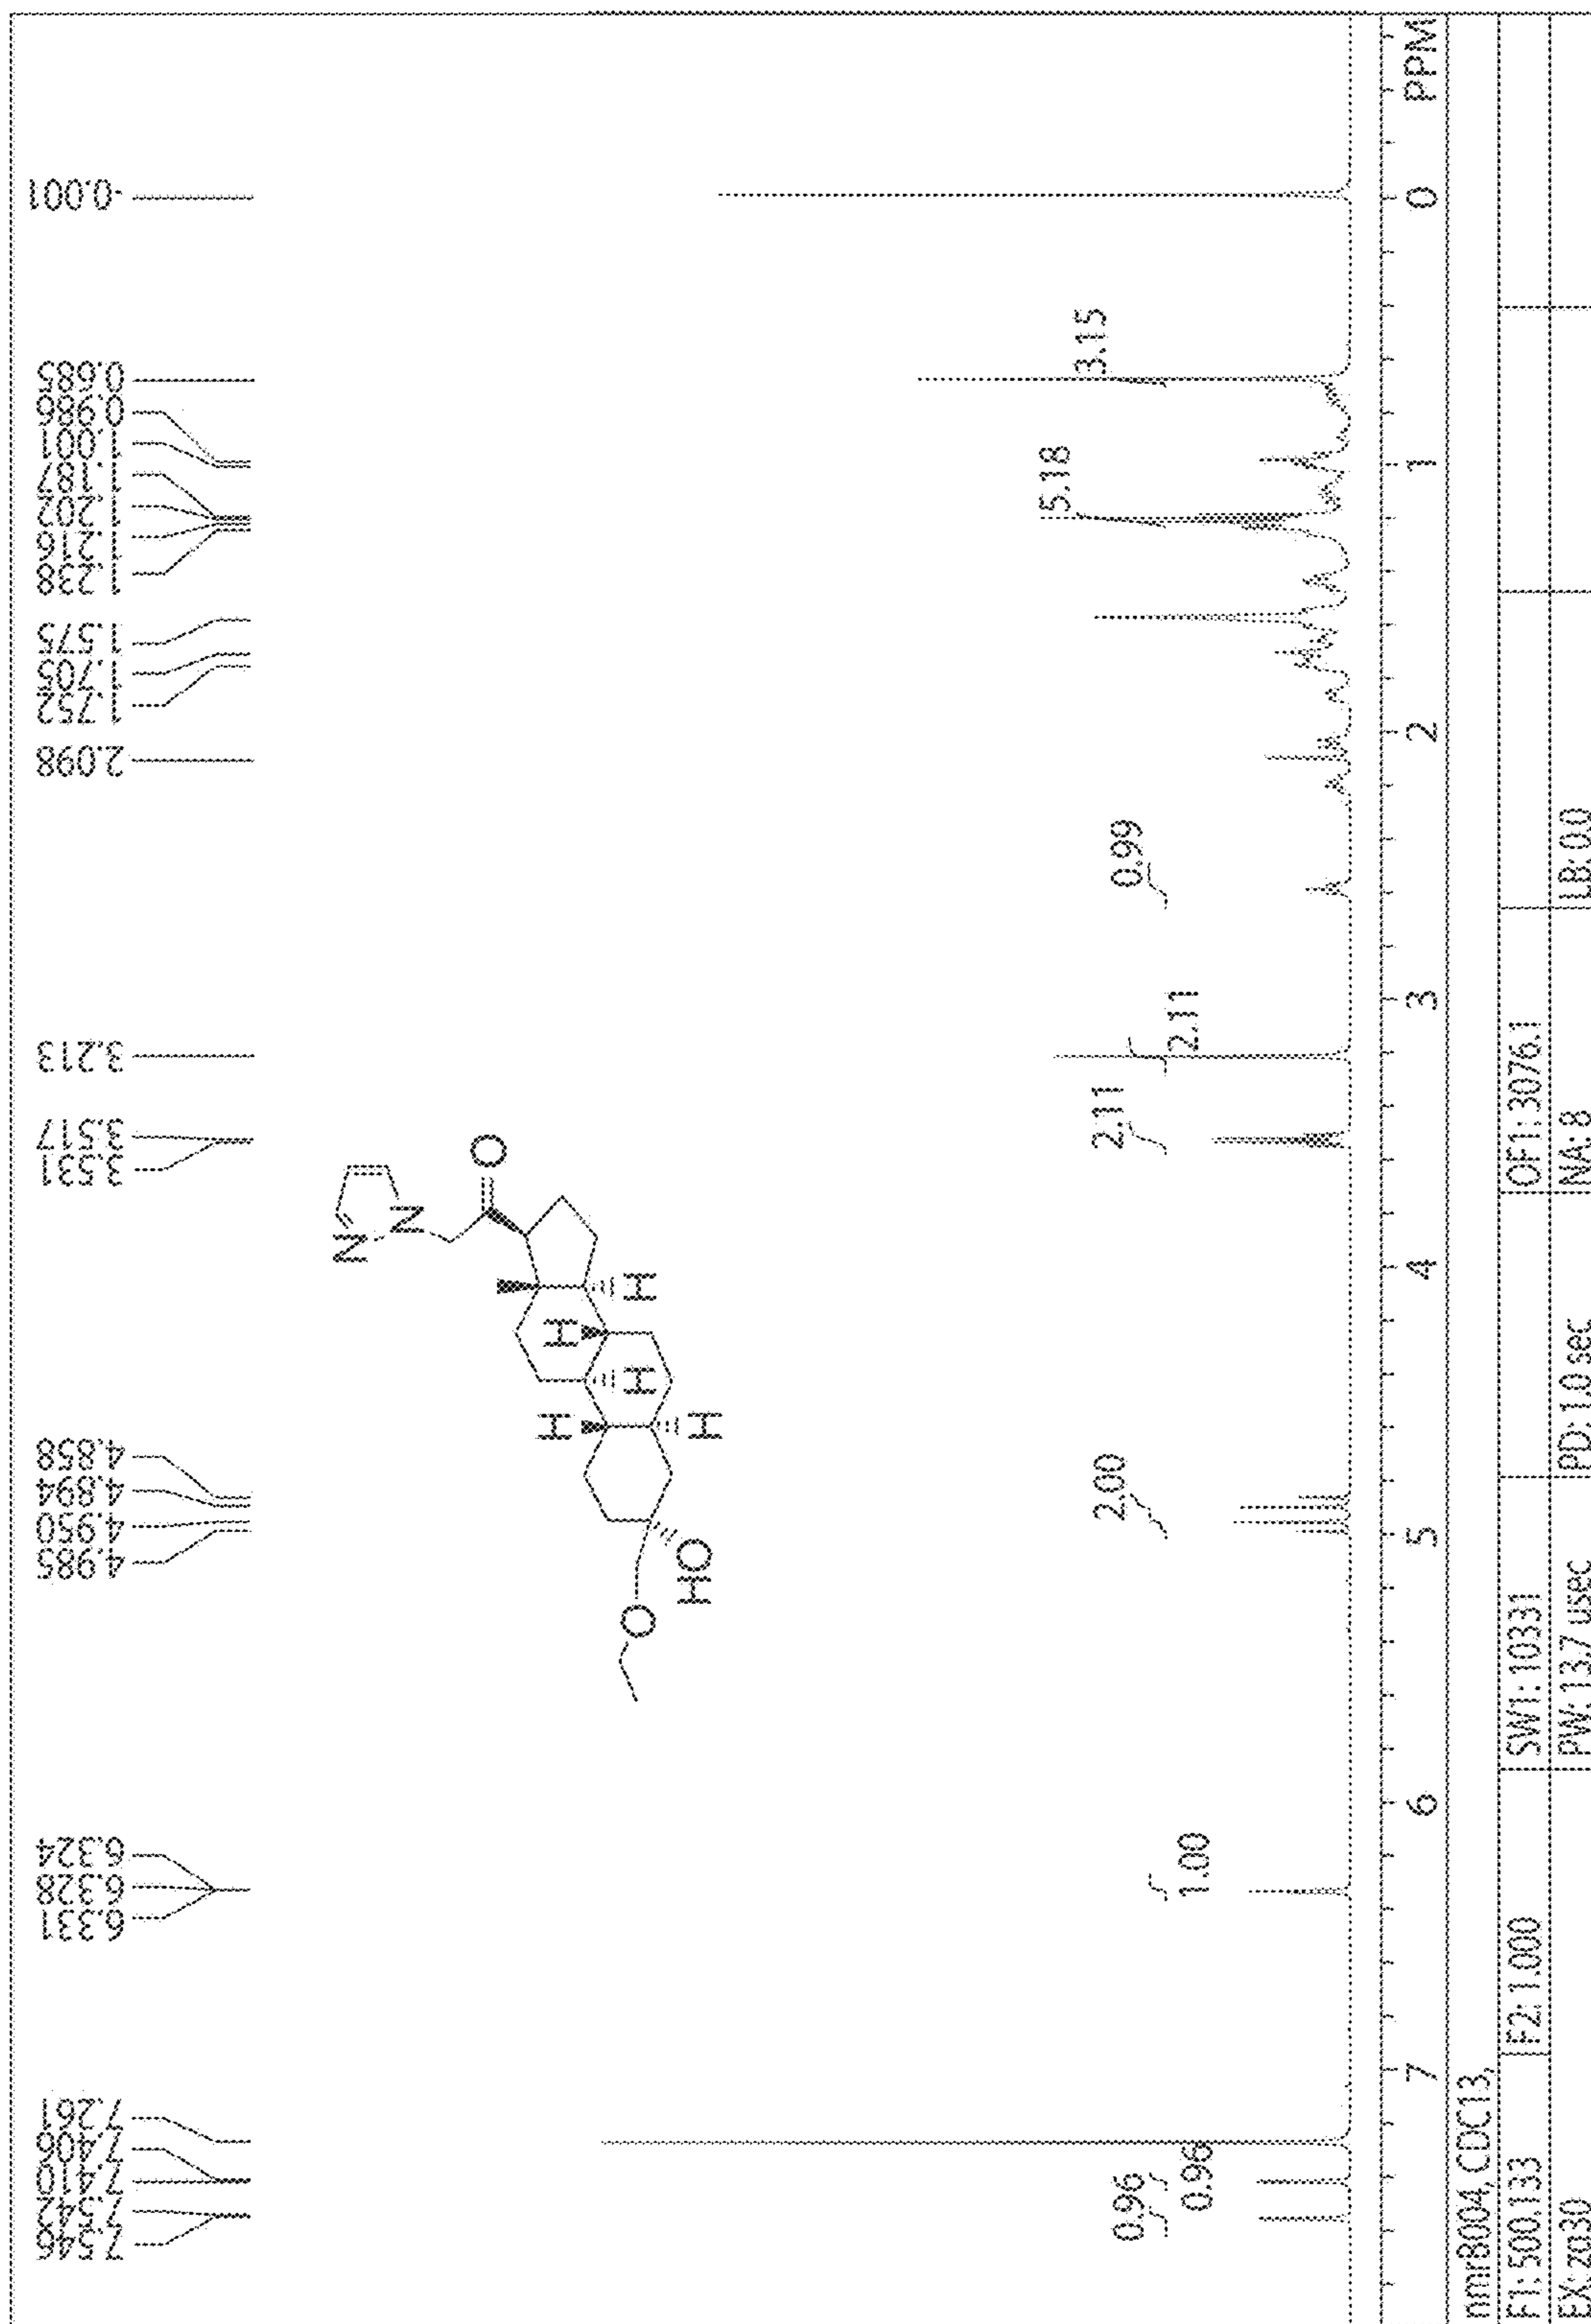 7.546
7.542
7.410
7.406
7.261
6.331
6.328
6.324
4.985
4.950
4.894
4.858
3.531
3.517
3.213
2.098
1.752
1.705
1.575
1.238
1.216
1.202
1.187
1.001
0.986
0.685
-0.001
N
N
O
H
H
H
H
H
O
HO
0.96
0.96
1.00
2.00
2.11
2.11
0.99
5.18
3.15
7
6
5
4
3
2
1
0
PPM
nmrB004, CDC13,
F1: 500.133
F2: 1.000
SW1: 10331
OF1: 3076.1
EX: zg30
PW: 13.7 usec
PD: 1.0 sec
NA: 8
LB: 0.0